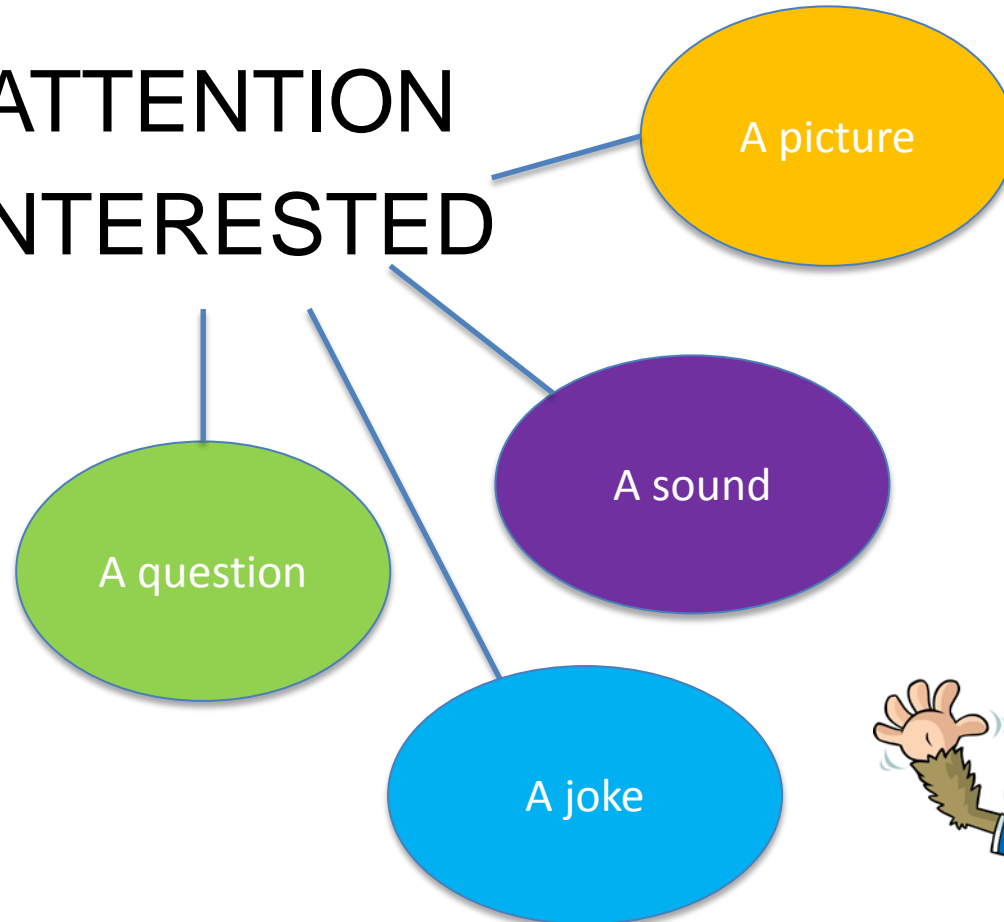 ATTENTION
A picture
NTERESTED
A sound
A question
A joke